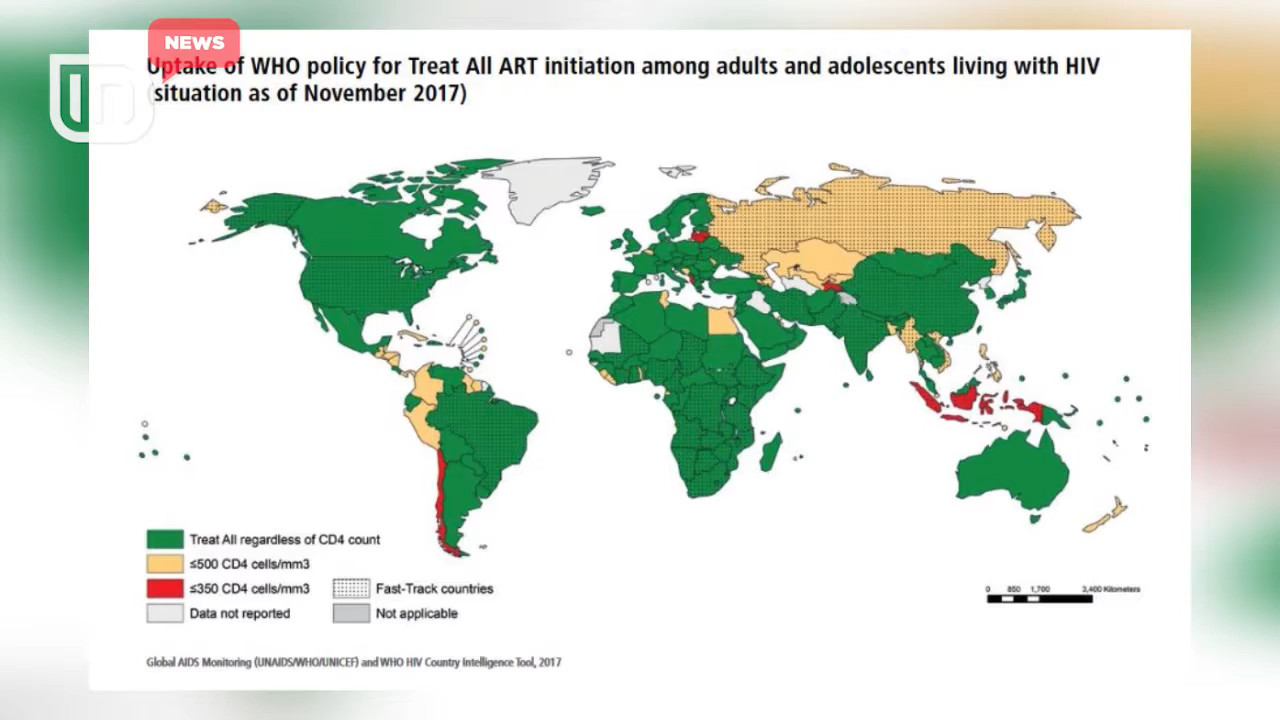 NEWS
Uptake of WHO policy for Treat All ART initiation among adults and adolescents living with HIV
(situation as of November 2017)
Treat All regardless of CD4 count
≤500 CD4 cells/mm3
≤350 CD4 cells/mm3
Fast-Track countries
Data not reported
Not applicable
0 850 1,700 3,400 Kilometers
Global AIDS Monitoring (UNAIDS/WHO/UNICEF) and WHO HIV Country Intelligence Tool, 2017